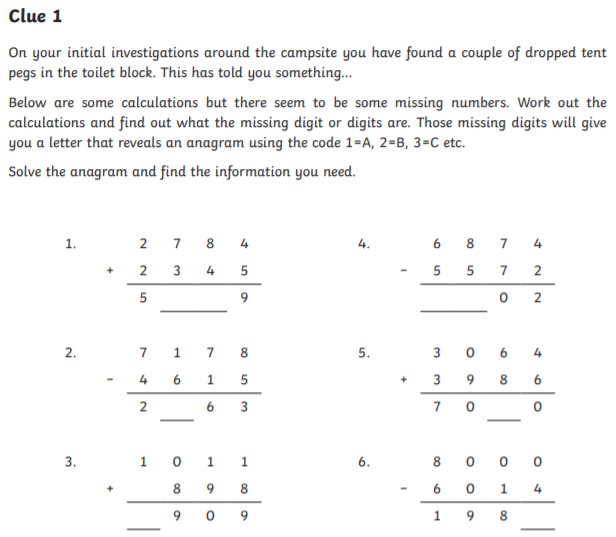 Clue 1
On your initial investigations around the campsite you have found a couple of dropped tent
pegs in the toilet block. This has told you something...
Below are some calculations but there seem to be some missing numbers. Work out the
calculations and find out what the missing digit or digits are. Those missing digits will give
you a letter that reveals an anagram using the code 1=A, 2=B, 3=C etc.
Solve the anagram and find the information you need.
1. 2 7 8 4
+ 2 3 4 5
5 ____ 9
4. 6 8 7 4
- 5 5 7 2
____ 0 2
2. 7 1 7 8
- 4 6 1 5
2 __ 6 3
5. 3 0 6 4
+ 3 9 8 6
7 0 __ 0
3. 1 0 1 1
+ 8 9 8
__ 9 0 9
6. 8 0 0 0
- 6 0 1 4
1 9 8 __